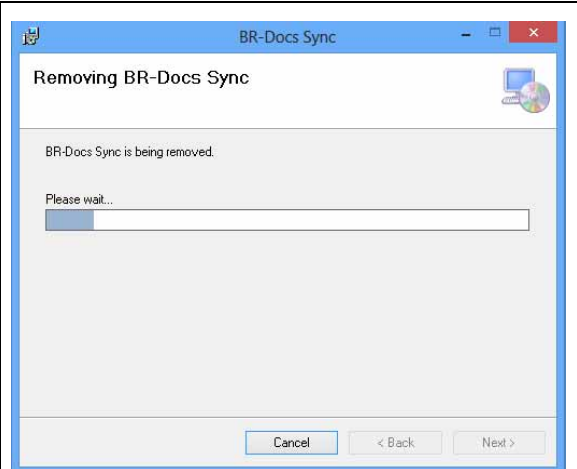 BR-Docs Sync
Removing BR-Docs Sync
BR-Docs Sync is being removed.
Please wait...
Cancel
< Back
Next >